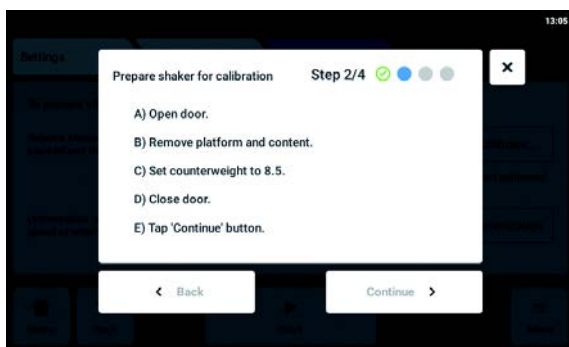 13:05
Settings
Prepare shaker for calibration
Step 2/4
A) Open door.
B) Remove platform and content.
C) Set counterweight to 8.5.
D) Close door.
E) Tap 'Continue' button.
Back
Continue